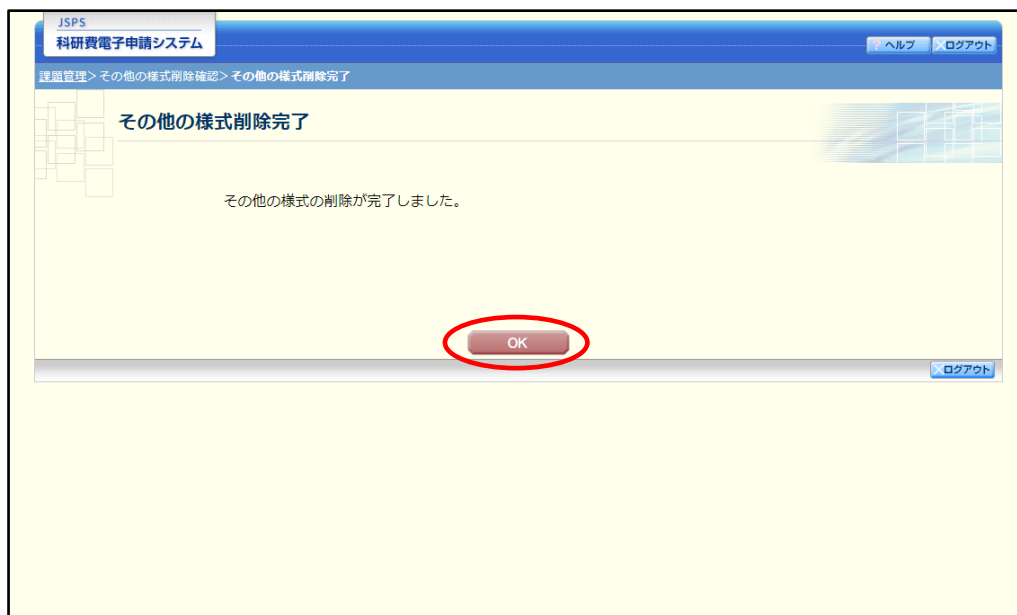 JSPS
科研費電子申請システム
? ヘルプ
×ログアウト
課題管理>その他の様式削除確認>その他の様式削除完了
その他の様式削除完了
その他の様式の削除が完了しました。
OK
×ログアウト